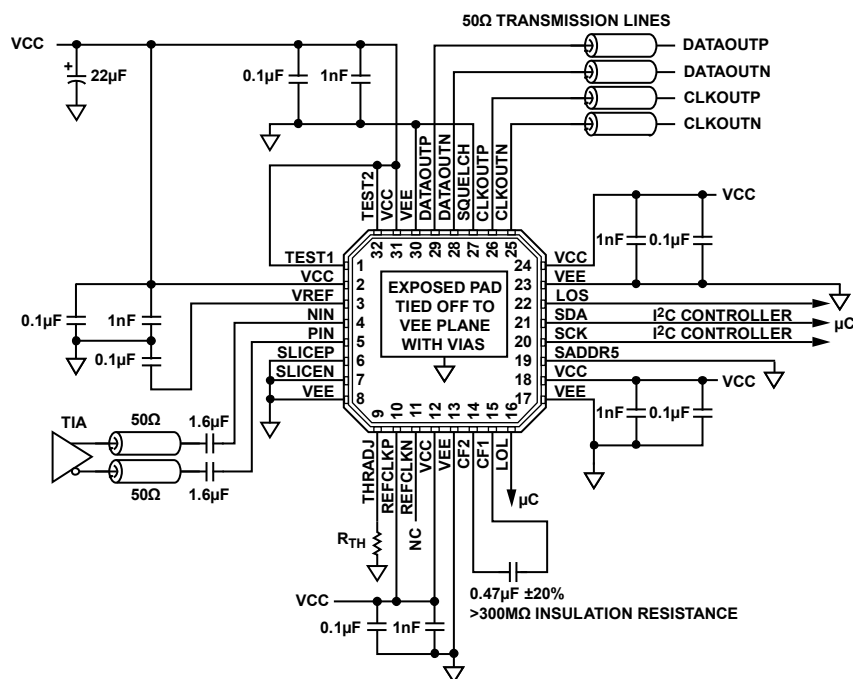 50Ω TRANSMISSION LINES
VCC
DATAOUTP
+
22µF
0.1µF
1nF
DATAOUTN
CLKOUTP
CLKOUTN
TEST2
VCC
VEE
DATAOUTP
DATAOUTN
SQUELCH
CLKOUTP
CLKOUTN
32
31
30
29
28
27
26
25
TEST1
1
VCC
2
VREF
3
NIN
4
PIN
5
SLICEP
6
SLICEN
7
VEE
8
0.1µF
1nF
0.1µF
EXPOSED PAD
TIED OFF TO
VEE PLANE
WITH VIAS
24
VCC
23
VEE
22
LOS
21
SDA
I²C CONTROLLER
20
SCK
I²C CONTROLLER
19
SADDR5
18
VCC
17
VEE
VCC
1nF
0.1µF
µC
VCC
1nF
0.1µF
TIA
50Ω
1.6µF
50Ω
1.6µF
9
10
11
12
13
14
15
16
THRADJ
REFCLKP
REFCLKN
VCC
VEE
CF2
CF1
LOL
µC
NC
RTH
0.47µF ±20%
>300MΩ INSULATION RESISTANCE
VCC
0.1µF
1nF